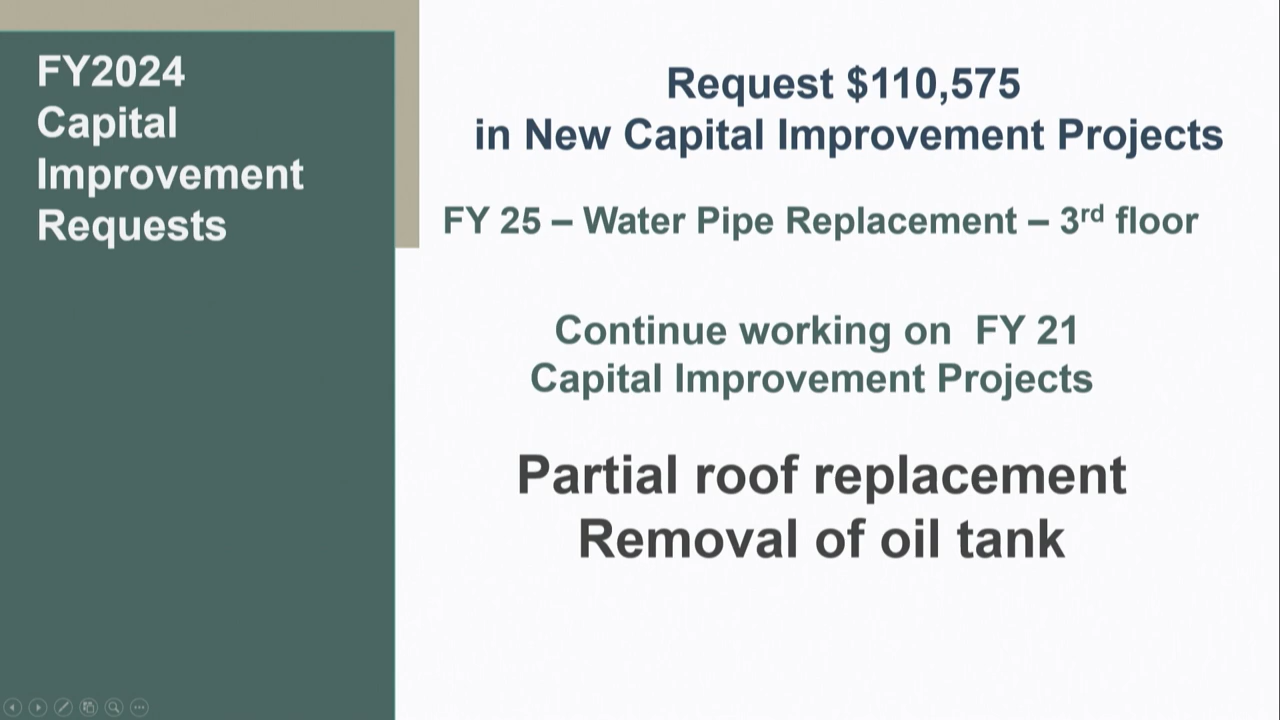 FY2024
Capital
Improvement
Requests
Request $110,575
in New Capital Improvement Projects
FY 25 – Water Pipe Replacement – 3rd floor
Continue working on  FY 21
Capital Improvement Projects
Partial roof replacement
Removal of oil tank